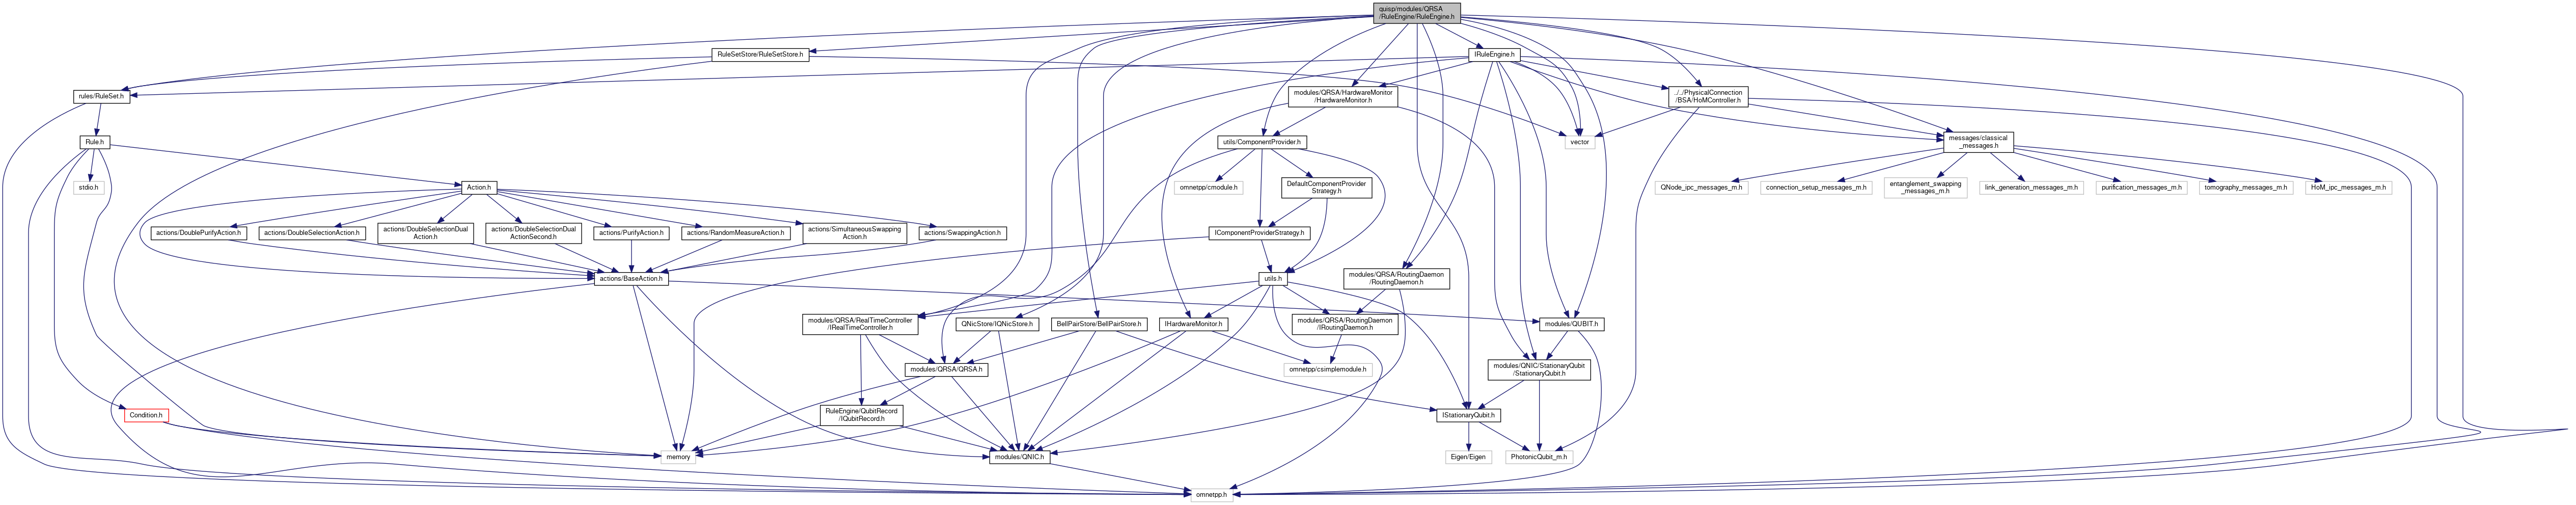 quisp/modules/QRSA
/RuleEngine/RuleEngine.h
RuleSetStore/RuleSetStore.h
IRuleEngine.h
rules/RuleSet.h
modules/QRSA/HardwareMonitor
/HardwareMonitor.h
../../PhysicalConnection
/BSA/HoMController.h
Rule.h
utils/ComponentProvider.h
vector
messages/classical
_messages.h
stdio.h
Action.h
omnetpp/cmodule.h
DefaultComponentProvider
Strategy.h
QNode_ipc_messages_m.h
connection_setup_messages_m.h
entanglement_swapping
_messages_m.h
link_generation_messages_m.h
purification_messages_m.h
tomography_messages_m.h
HoM_ipc_messages_m.h
actions/DoublePurifyAction.h
actions/DoubleSelectionAction.h
actions/DoubleSelectionDual
Action.h
actions/DoubleSelectionDual
ActionSecond.h
actions/PurifyAction.h
actions/RandomMeasureAction.h
actions/SimultaneousSwapping
Action.h
actions/SwappingAction.h
IComponentProviderStrategy.h
actions/BaseAction.h
utils.h
modules/QRSA/RoutingDaemon
/RoutingDaemon.h
modules/QRSA/RealTimeController
/IRealTimeController.h
QNicStore/IQNicStore.h
BellPairStore/BellPairStore.h
IHardwareMonitor.h
modules/QRSA/RoutingDaemon
/IRoutingDaemon.h
modules/QUBIT.h
modules/QRSA/QRSA.h
omnetpp/csimplemodule.h
modules/QNIC/StationaryQubit
/StationaryQubit.h
Condition.h
RuleEngine/QubitRecord
/IQubitRecord.h
IStationaryQubit.h
memory
modules/QNIC.h
Eigen/Eigen
PhotonicQubit_m.h
omnetpp.h